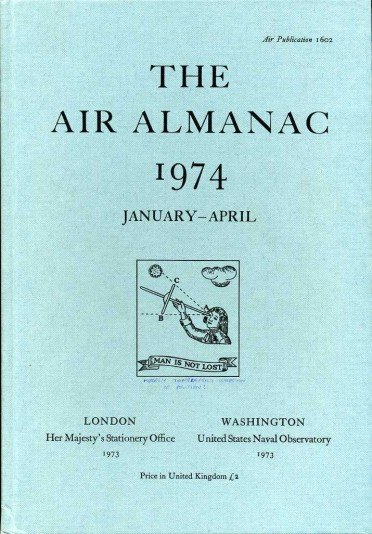 Air Publication 1602
THE
AIR ALMANAC
1974
JANUARY–APRIL
C
B
MAN IS NOT LOST
LONDON
Her Majesty's Stationery Office
1973
WASHINGTON
United States Naval Observatory
1973
Price in United Kingdom £2